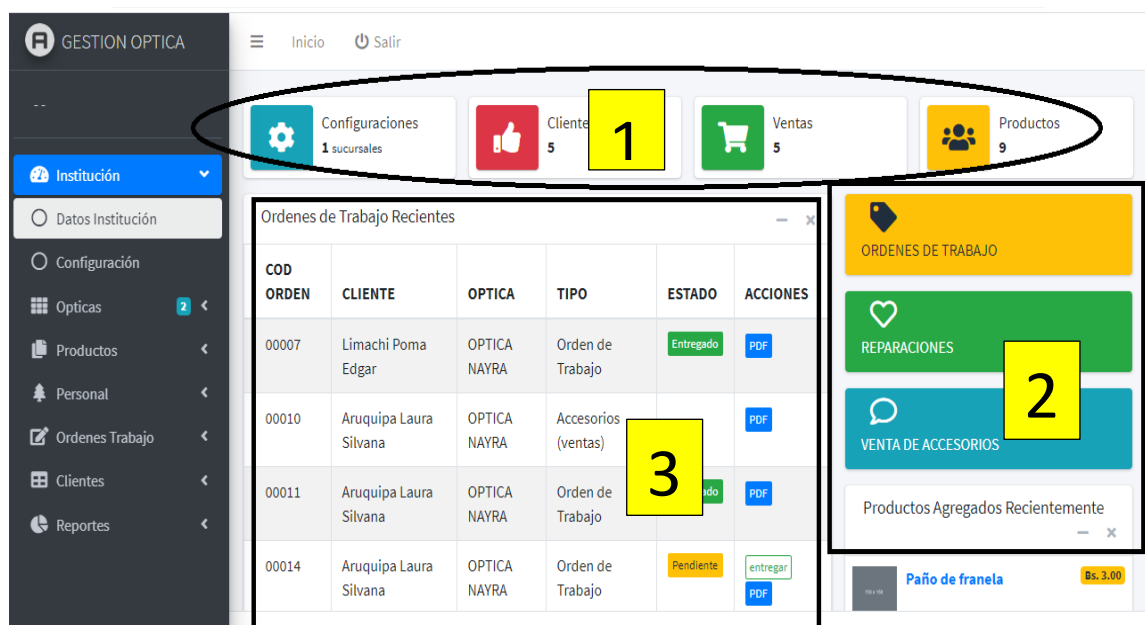 GESTION OPTICA
Inicio
Salir
--
Institución
Datos Institución
Configuración
Opticas 2
Productos
Personal
Ordenes Trabajo
Clientes
Reportes
Configuraciones
1 sucursales
Cliente
5
1
Ventas
5
Productos
9
Ordenes de Trabajo Recientes
COD ORDEN CLIENTE OPTICA TIPO ESTADO ACCIONES
00007 Limachi Poma Edgar OPTICA NAYRA Orden de Trabajo Entregado PDF
00010 Aruquipa Laura Silvana OPTICA NAYRA Accesorios (ventas) PDF
00011 Aruquipa Laura Silvana OPTICA NAYRA Orden de Trabajo PDF
00014 Aruquipa Laura Silvana OPTICA NAYRA Orden de Trabajo Pendiente entregar PDF
3
ORDENES DE TRABAJO
REPARACIONES
2
VENTA DE ACCESORIOS
Productos Agregados Recientemente
Paño de franela Bs. 3.00